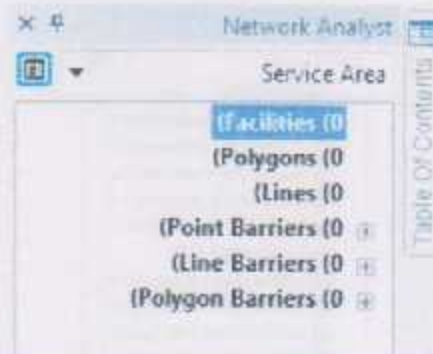 Network Analyst
Service Area
(Facilities (0
(Polygons (0
(Lines (0
(Point Barriers (0
(Line Barriers (0
(Polygon Barriers (0
Table Of Contents